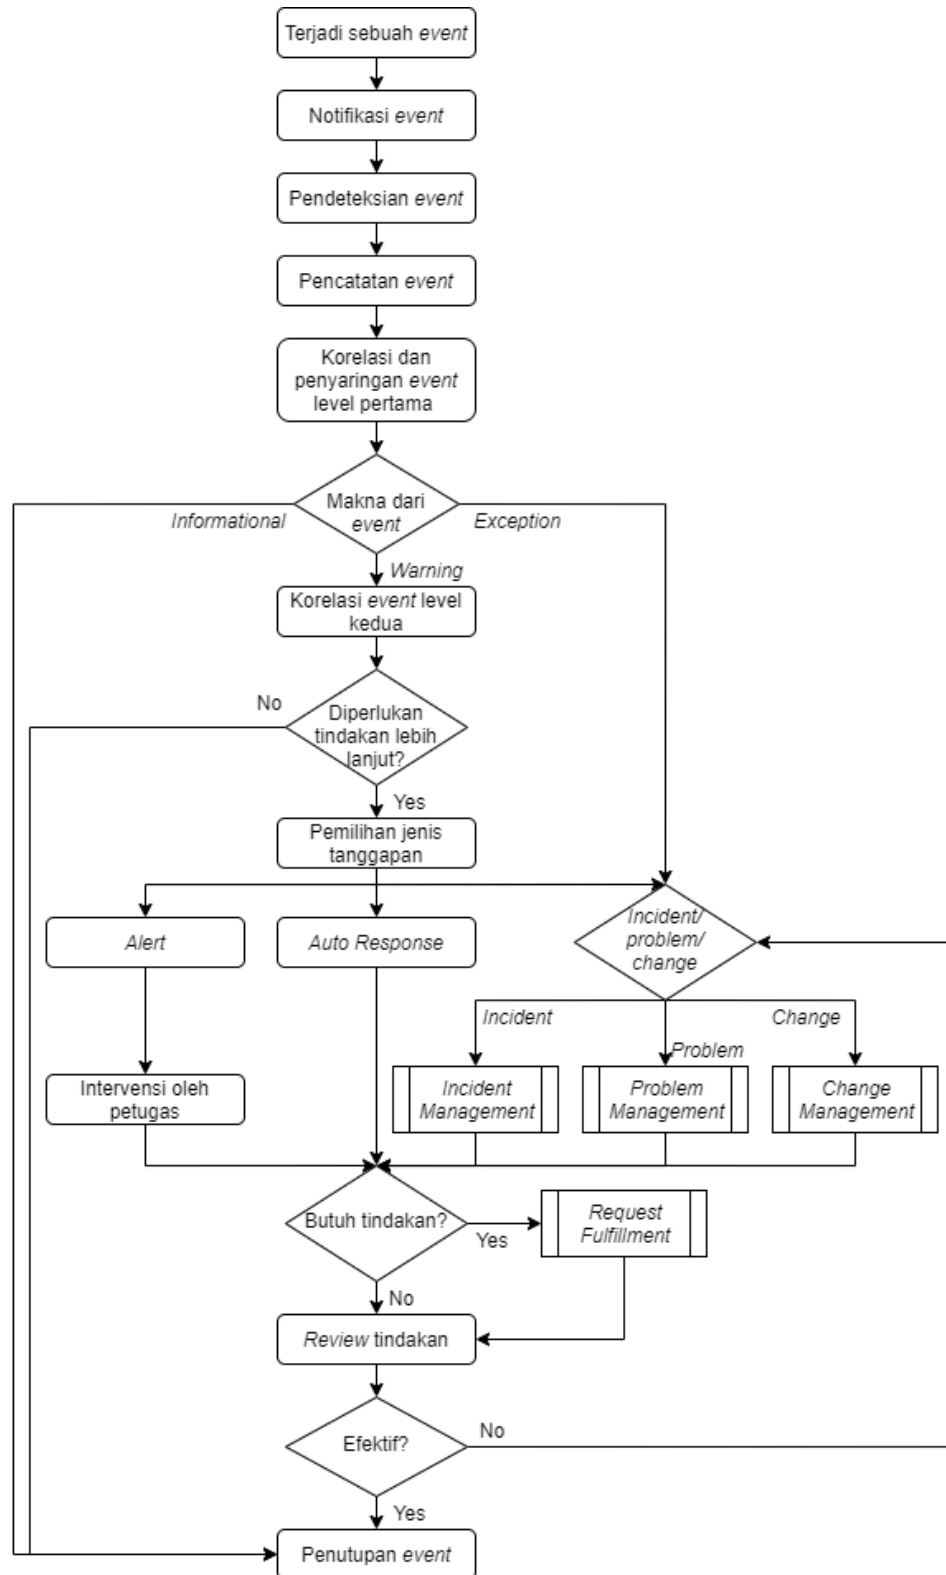 Terjadi sebuah event
Notifikasi event
Pendeteksian event
Pencatatan event
Korelasi dan
penyaringan event
level pertama
Makna dari
event
Informational
Exception
Warning
Korelasi event level
kedua
No
Diperlukan
tindakan lebih
lanjut?
Yes
Pemilihan jenis
tanggapan
Alert
Auto Response
Incident/
problem/
change
Incident
Problem
Change
Intervensi oleh
petugas
Incident
Management
Problem
Management
Change
Management
Butuh tindakan?
Yes
Request
Fulfillment
No
Review tindakan
Efektif?
No
Yes
Penutupan event